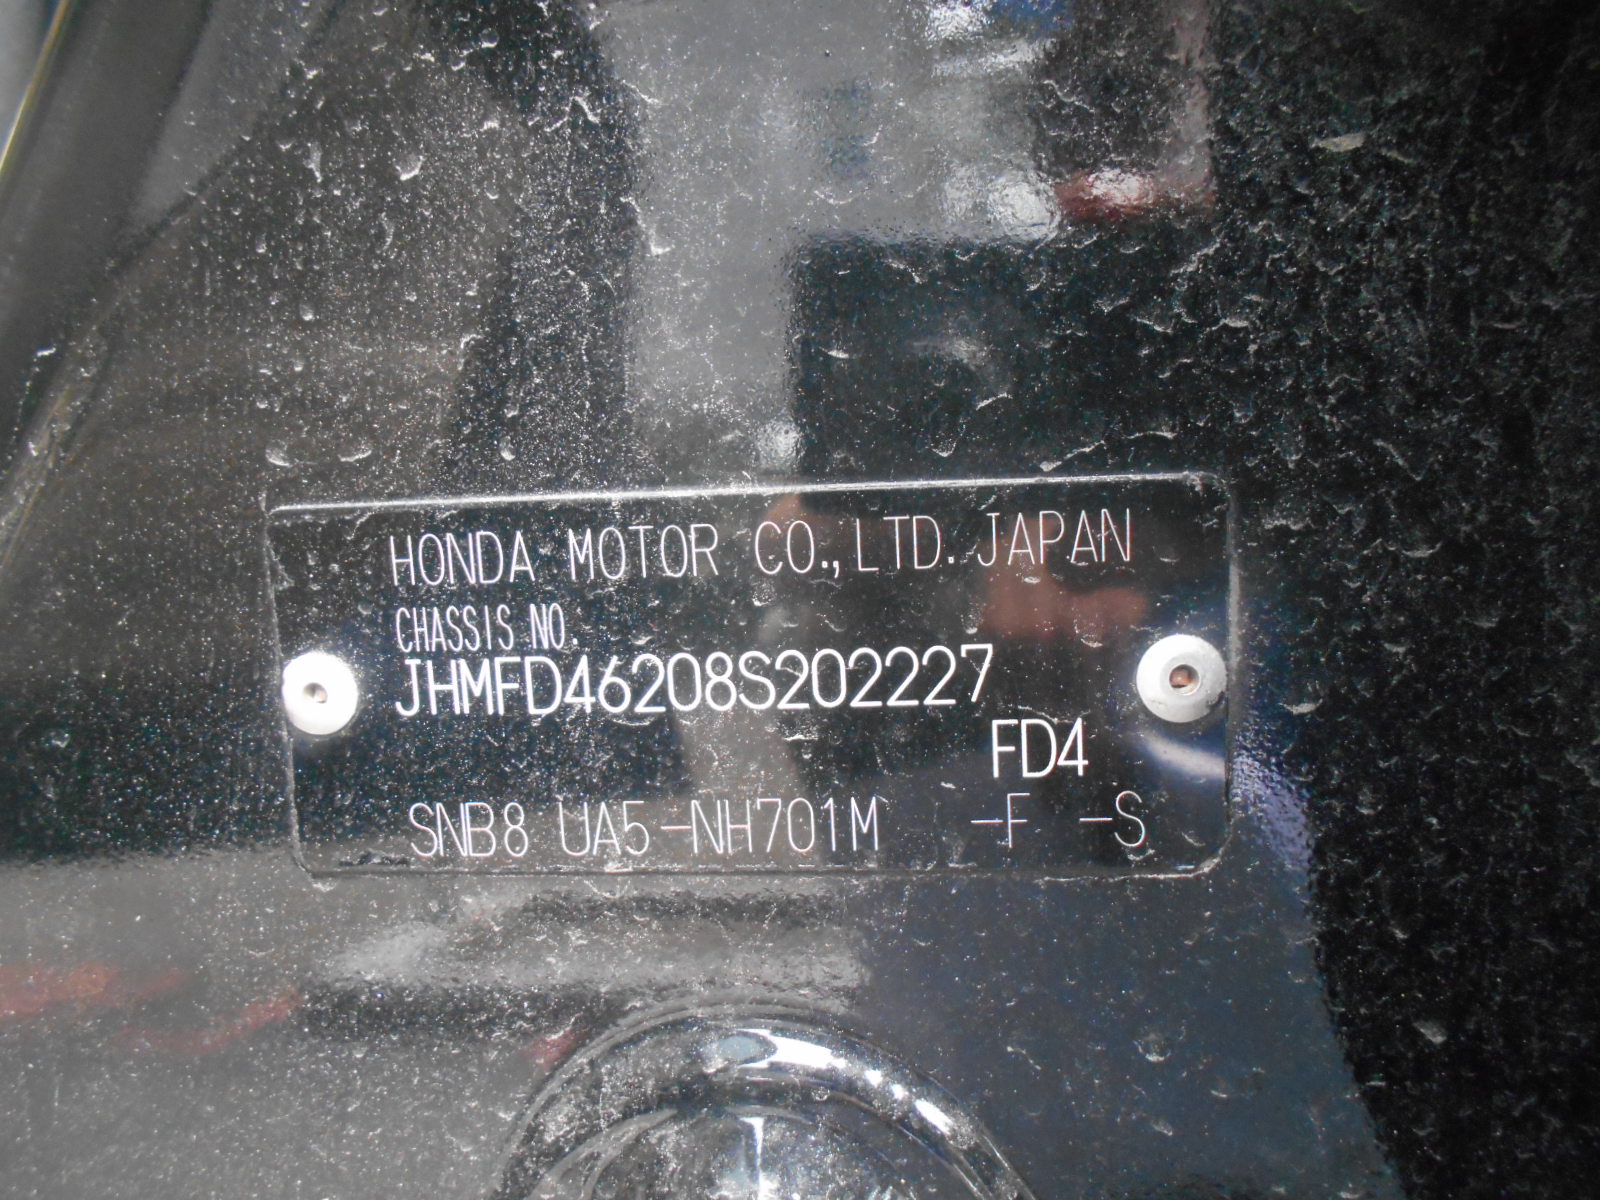 HONDA MOTOR CO.,LTD. JAPAN
CHASSIS NO.
JHMFD46208S202227
FD4
SNB8 UA5-NH701M -F -S